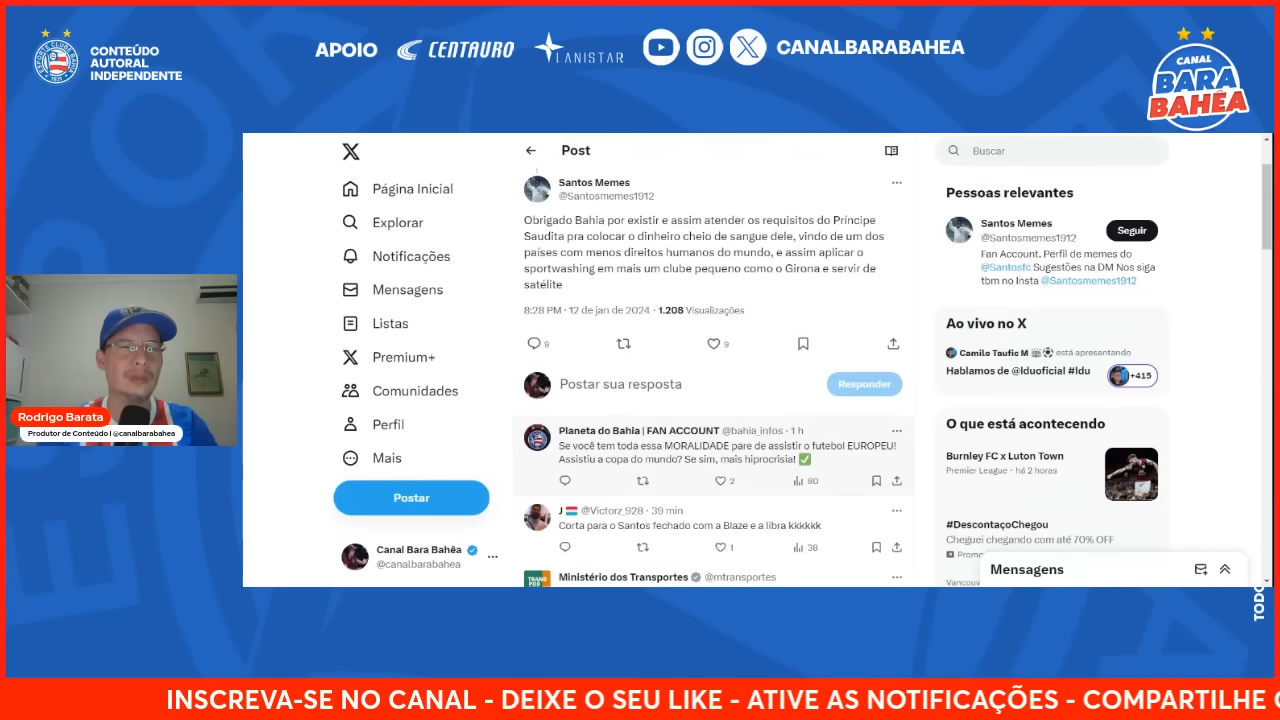 ESPORTE CLUBE BAHIA
1931
CONTEÚDO
AUTORAL
INDEPENDENTE
APOIO
CENTAURO
LANISTAR
CANALBARABAHEA
CANAL
BARA
BAHÊA
Rodrigo Barata
Produtor de Conteúdo | @canalbarabahea
Página Inicial
Explorar
Notificações
Mensagens
Listas
Premium+
Comunidades
Perfil
Mais
Postar
Canal Bara Bahêa
@canalbarabahea
Post
Santos Memes
@Santosmemes1912
Obrigado Bahia por existir e assim atender os requisitos do Príncipe
Saudita pra colocar o dinheiro cheio de sangue dele, vindo de um dos
países com menos direitos humanos do mundo, e assim aplicar o
sportwashing em mais um clube pequeno como o Girona e servir de
satélite
8:28 PM · 12 de jan de 2024 · 1.208 Visualizações
9
9
Postar sua resposta
Responder
Planeta do Bahia | FAN ACCOUNT @bahia_infos · 1 h
Se você tem toda essa MORALIDADE pare de assistir o futebol EUROPEU!
Assistiu a copa do mundo? Se sim, mais hiprocrisia! ✅
2
80
J @Victorz_928 · 39 min
Corta para o Santos fechado com a Blaze e a libra kkkkkk
1
38
Ministério dos Transportes @mtransportes
Buscar
Pessoas relevantes
Santos Memes
@Santosmemes1912
Seguir
Fan Account. Perfil de memes do
@Santosfc Sugestões na DM Nos siga
tbm no Insta @Santosmemes1912
Ao vivo no X
Camilo Taufic M está apresentando
Hablamos de @lduoficial #ldu
+415
O que está acontecendo
Burnley FC x Luton Town
Premier League · há 2 horas
#DescontaçoChegou
Cheguei chegando com até 70% OFF
Promo
Vancouv
Mensagens
TODO
INSCREVA-SE NO CANAL - DEIXE O SEU LIKE - ATIVE AS NOTIFICAÇÕES - COMPARTILHE